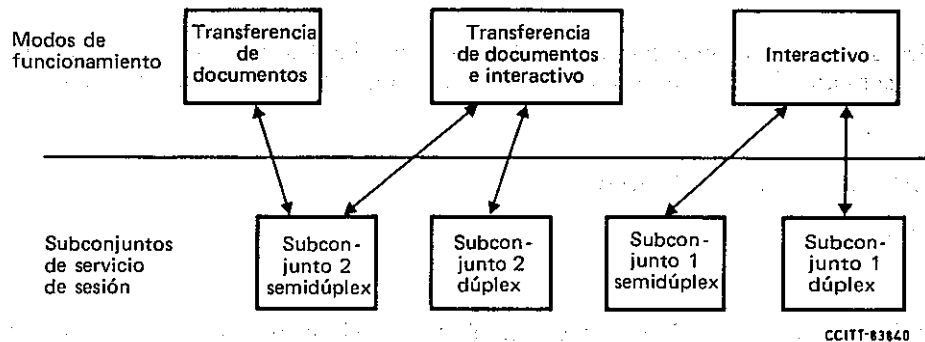 Modos de
funcionamiento
Transferencia
de
documentos
Transferencia
de documentos
e interactivo
Interactivo
Subconjuntos
de servicio
de sesión
Subcon-
junto 2
semidúplex
Subcon-
junto 2
dúplex
Subcon-
junto 1
semidúplex
Subcon-
junto 1
dúplex
CCITT-83840